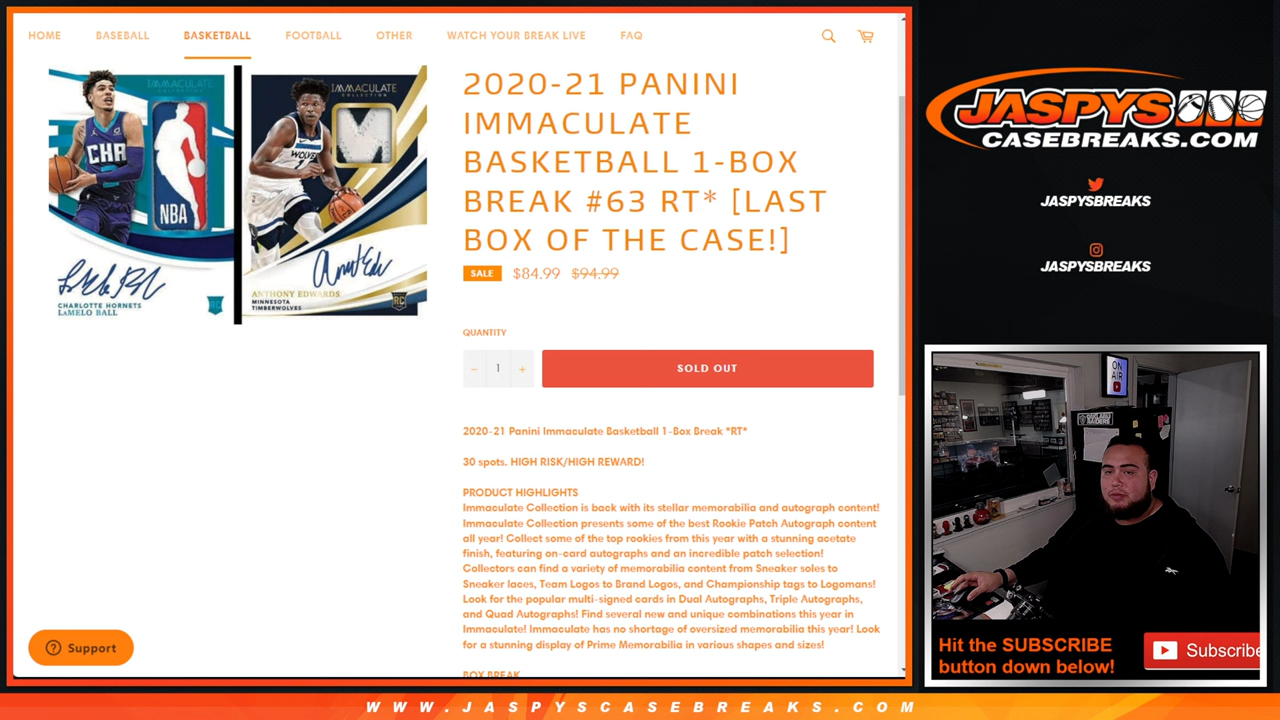 HOME BASEBALL BASKETBALL FOOTBALL OTHER WATCH YOUR BREAK LIVE FAQ
IMMACULATE
COLLECTION
CHA
NBA
CHARLOTTE HORNETS
LAMELO BALL
IMMACULATE
COLLECTION
WOLVES
ANTHONY EDWARDS
MINNESOTA
TIMBERWOLVES
RC
2020-21 PANINI
IMMACULATE
BASKETBALL 1-BOX
BREAK #63 RT* [LAST
BOX OF THE CASE!]
SALE $84.99 $94.99
QUANTITY
− 1 +
SOLD OUT
2020-21 Panini Immaculate Basketball 1-Box Break *RT*
30 spots. HIGH RISK/HIGH REWARD!
PRODUCT HIGHLIGHTS
Immaculate Collection is back with its stellar memorabilia and autograph content!
Immaculate Collection presents some of the best Rookie Patch Autograph content
all year! Collect some of the top rookies from this year with a stunning acetate
finish, featuring on-card autographs and an incredible patch selection!
Collectors can find a variety of memorabilia content from Sneaker soles to
Sneaker laces, Team Logos to Brand Logos, and Championship tags to Logomans!
Look for the popular multi-signed cards in Dual Autographs, Triple Autographs,
and Quad Autographs! Find several new and unique combinations this year in
Immaculate! Immaculate has no shortage of oversized memorabilia this year! Look
for a stunning display of Prime Memorabilia in various shapes and sizes!
BOX BREAK
Support
JASPYS
CASEBREAKS.COM
JASPYSBREAKS
JASPYSBREAKS
ON
AIR
Hit the SUBSCRIBE
button down below!
Subscribe
WWW.JASPYSCASEBREAKS.COM